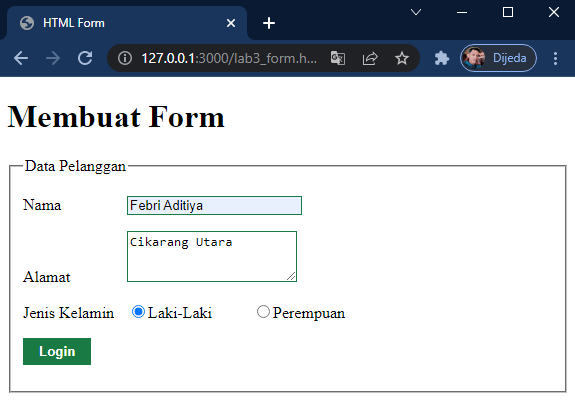 HTML Form
127.0.0.1:3000/lab3_form.h...
Dijeda
Membuat Form
Data Pelanggan
Nama Febri Aditiya
Alamat Cikarang Utara
Jenis Kelamin Laki-Laki Perempuan
Login